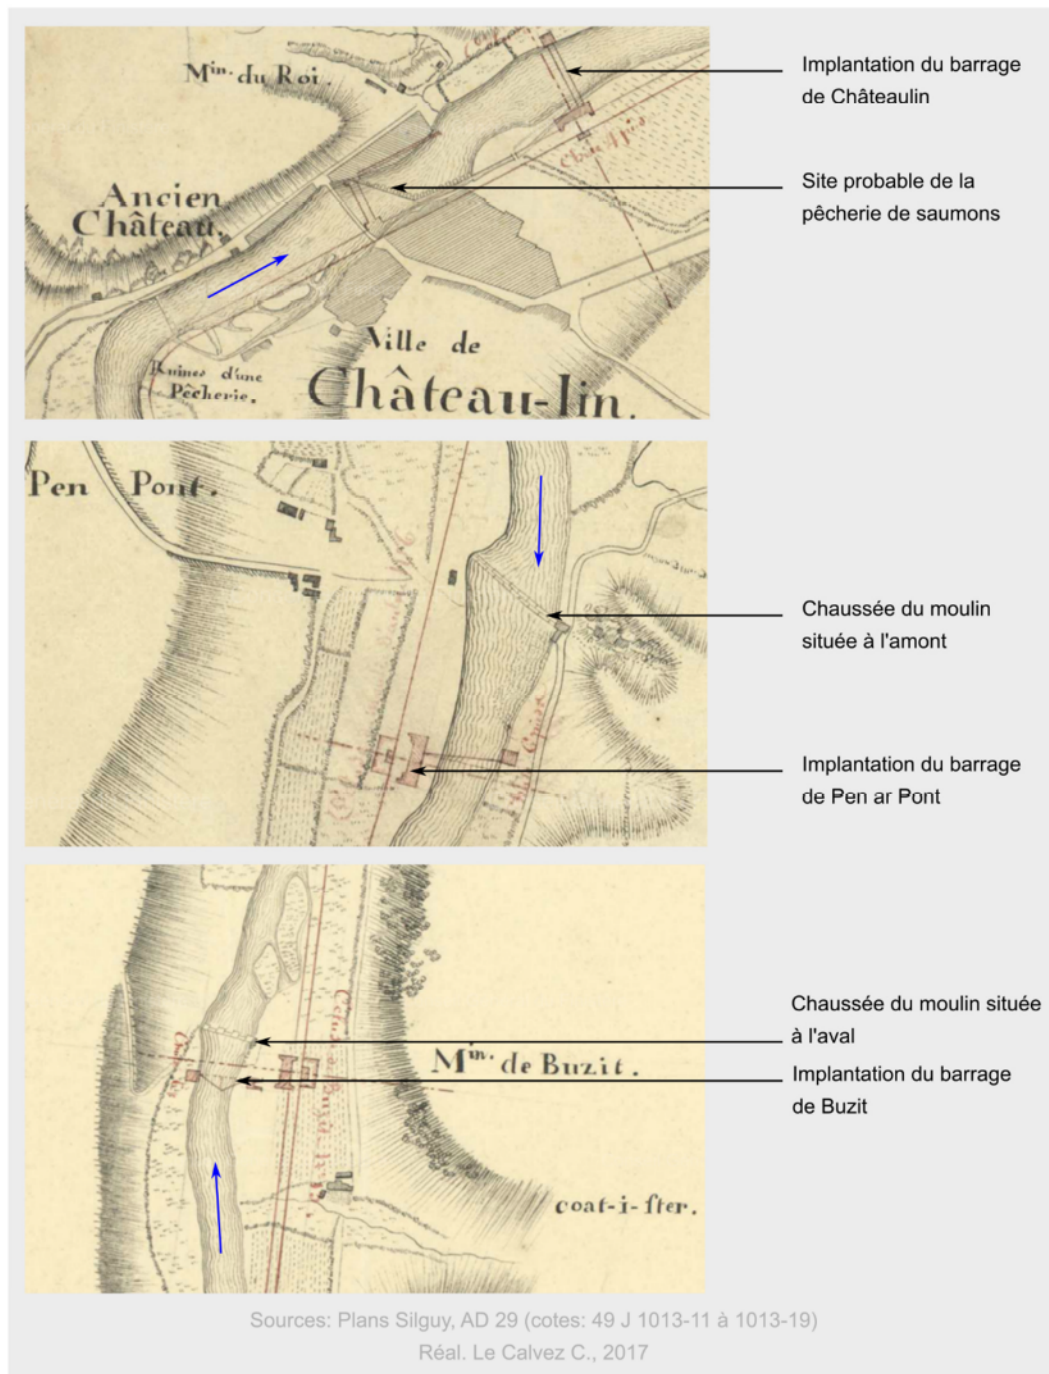 Implantation du barrage
de Châteaulin
Site probable de la
pêcherie de saumons
Min. du Roi.
Ancien
Château.
Ruines d'une
Pêcherie.
Ville de
Château-lin.
Pen Pont.
Chaussée du moulin
située à l'amont
Implantation du barrage
de Pen ar Pont
Chaussée du moulin située
à l'aval
Implantation du barrage
de Buzit
Min. de Buzit.
coat-i-ster.
Sources: Plans Silguy, AD 29 (cotes: 49 J 1013-11 à 1013-19)
Réal. Le Calvez C., 2017